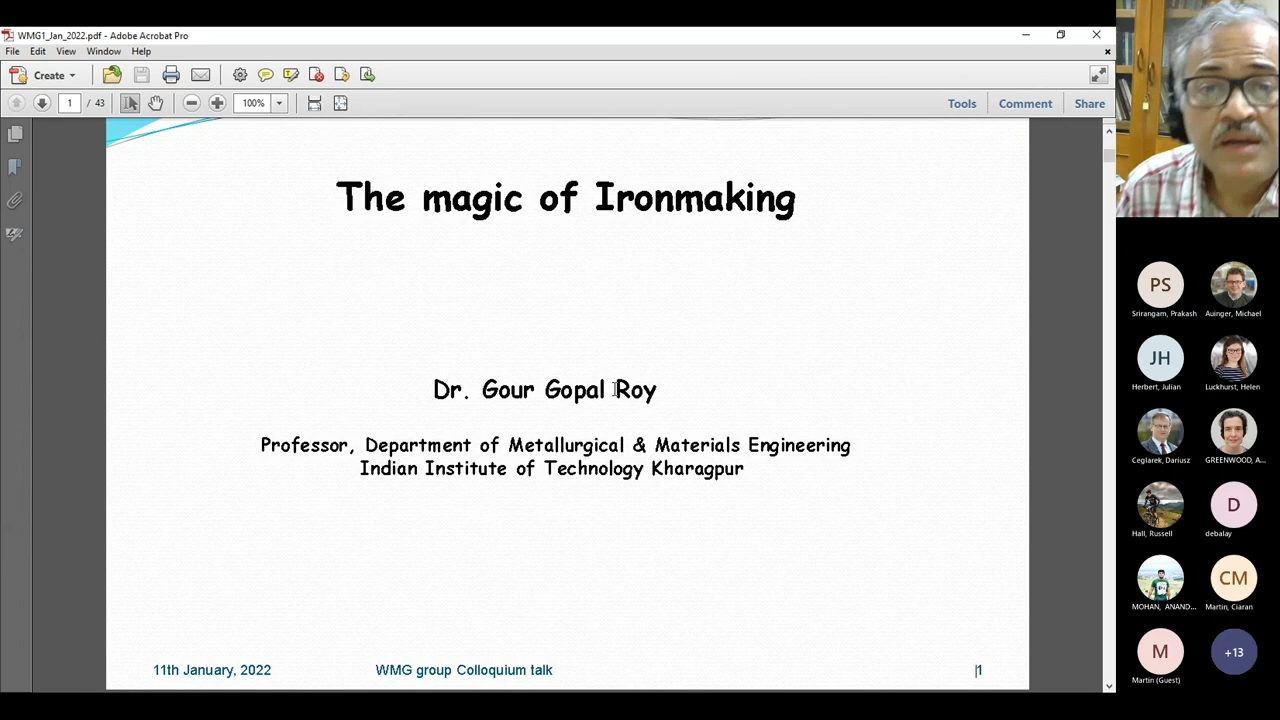 WMG1_Jan_2022.pdf - Adobe Acrobat Pro
File Edit View Window Help
Create
1 / 43 100% Tools Comment Share
The magic of Ironmaking
Dr. Gour Gopal Roy
Professor, Department of Metallurgical & Materials Engineering
Indian Institute of Technology Kharagpur
11th January, 2022 WMG group Colloquium talk |1
PS
Srirangam, Prakash Auinger, Michael
JH
Herbert, Julian Luckhurst, Helen
Ceglarek, Dariusz GREENWOOD, A...
D
Hall, Russell debalay
CM
MOHAN, ANAND... Martin, Ciaran
M +13
Martin (Guest)